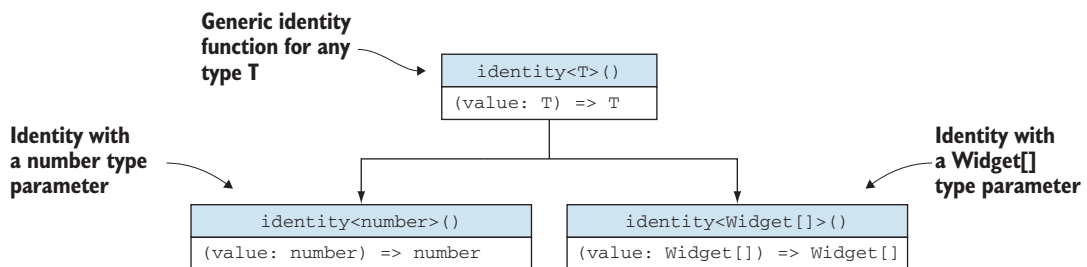 Generic identity
function for any
type T
identity<T>()
(value: T) => T
Identity with
a number type
parameter
Identity with
a Widget[]
type parameter
identity<number>()
(value: number) => number
identity<Widget[]>()
(value: Widget[]) => Widget[]